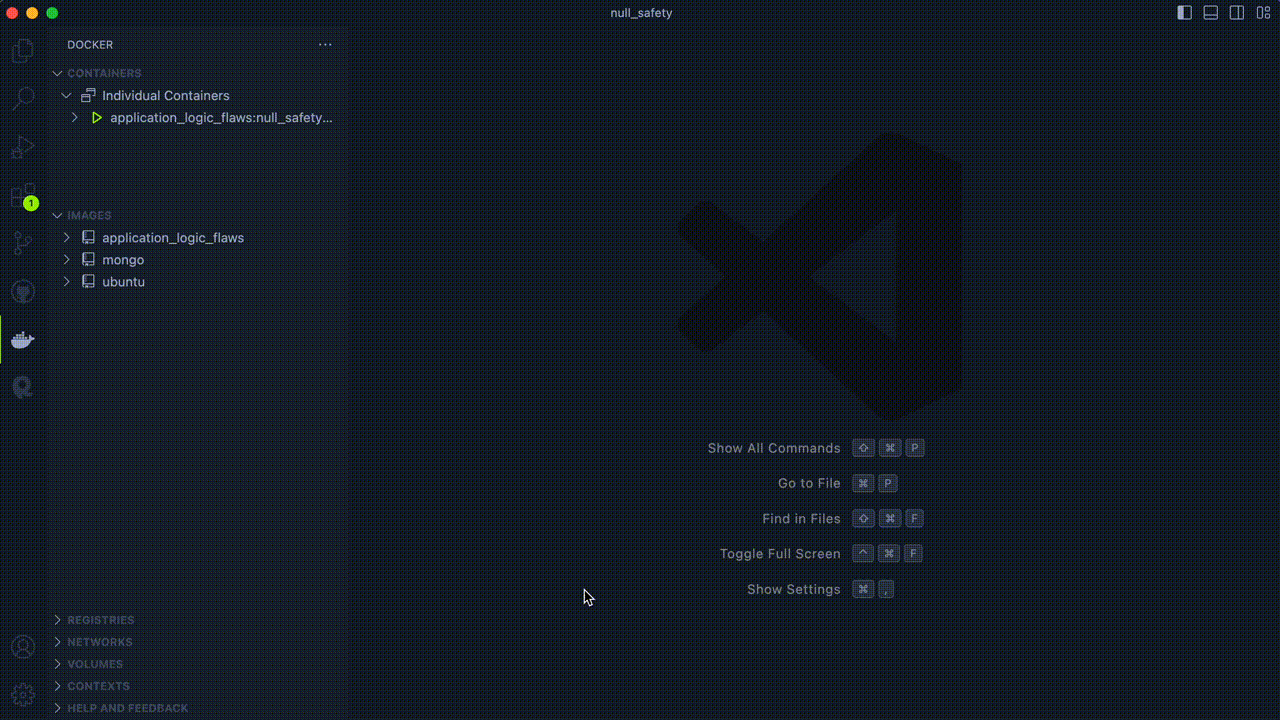 null_safety
DOCKER
CONTAINERS
Individual Containers
application_logic_flaws:null_safety...
1
IMAGES
application_logic_flaws
mongo
ubuntu
Show All Commands ⇧ ⌘ P
Go to File ⌘ P
Find in Files ⇧ ⌘ F
Toggle Full Screen ^ ⌘ F
Show Settings ⌘ ,
REGISTRIES
NETWORKS
VOLUMES
CONTEXTS
HELP AND FEEDBACK